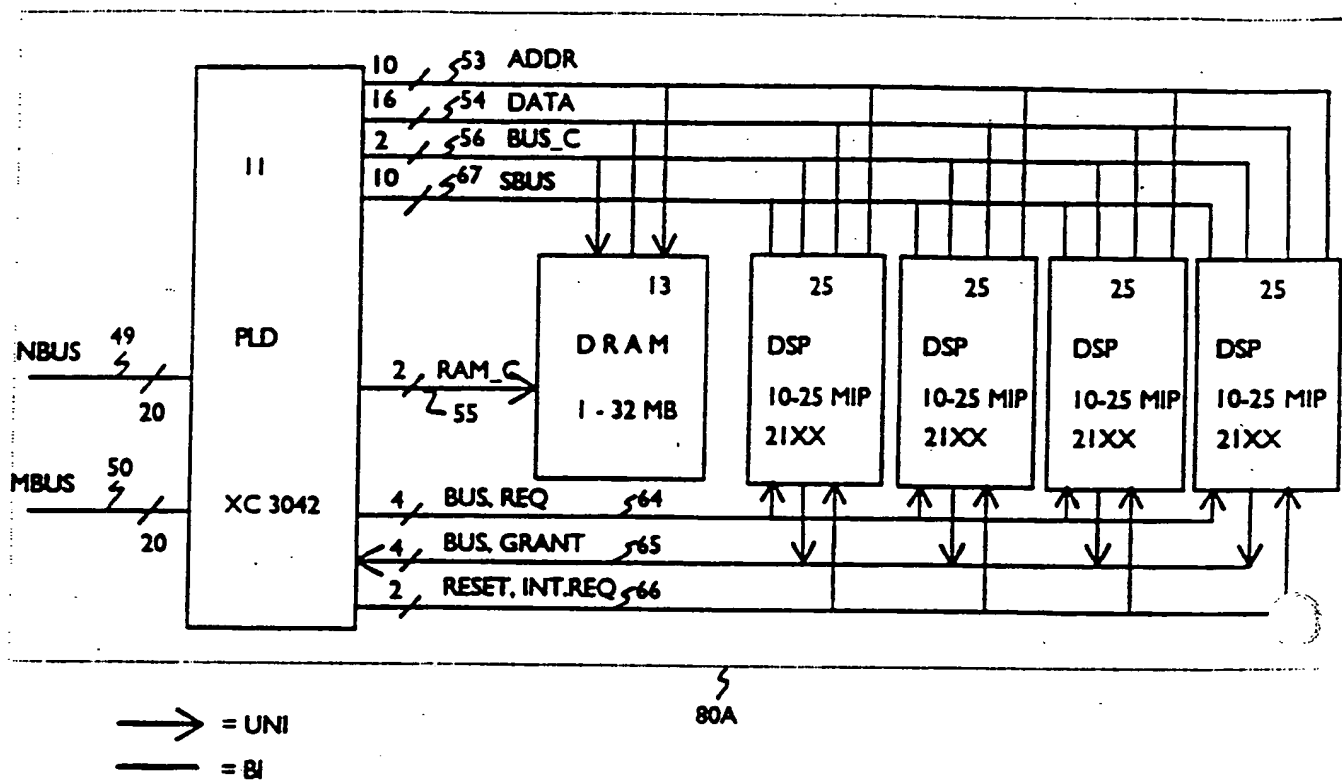 10 53 ADDR
16 54 DATA
2 56 BUS_C
10 67 SBUS
11
PLD
XC 3042
NBUS 49
20
MBUS 50
20
2 RAM_C
55
13
DRAM
1 - 32 MB
25
DSP
10-25 MIP
21XX
25
DSP
10-25 MIP
21XX
25
DSP
10-25 MIP
21XX
25
DSP
10-25 MIP
21XX
4 BUS. REQ 64
4 BUS. GRANT 65
2 RESET. INT.REQ 66
80A
= UNI
= BI